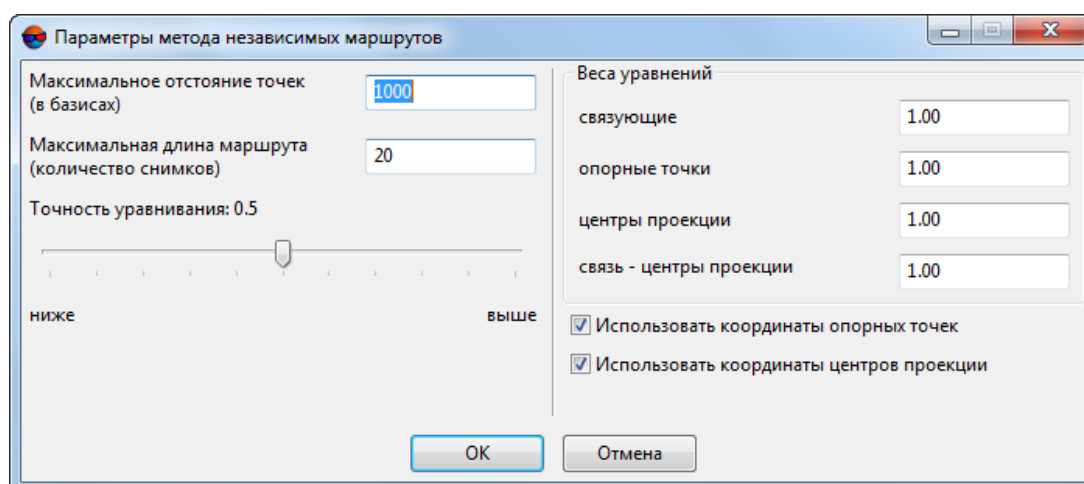 Параметры метода независимых маршрутов
Максимальное отстояние точек
(в базисах)
1000
Максимальная длина маршрута
(количество снимков)
20
Точность уравнивания: 0.5
ниже
выше
Веса уравнений
связующие
1.00
опорные точки
1.00
центры проекции
1.00
связь - центры проекции
1.00
Использовать координаты опорных точек
Использовать координаты центров проекции
OK
Отмена